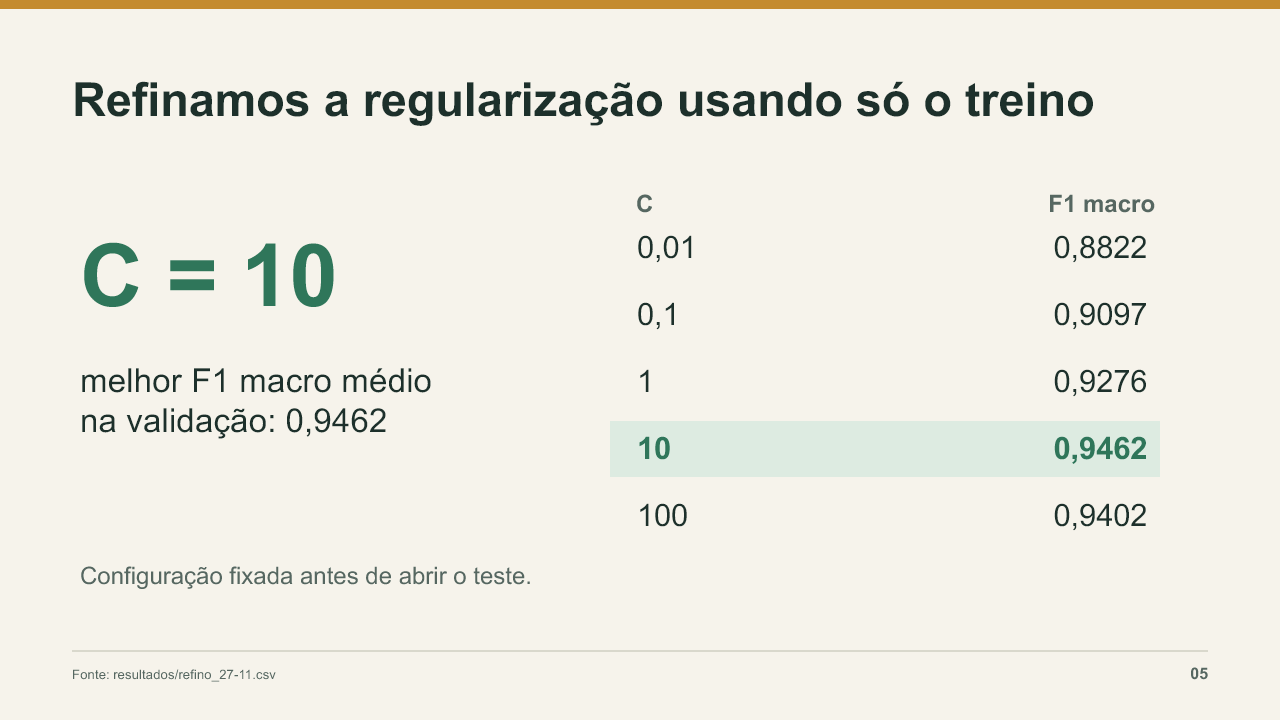 Refinamos a regularização usando só o treino
C = 10
melhor F1 macro médio
na validação: 0,9462
Configuração fixada antes de abrir o teste.
C F1 macro
0,01 0,8822
0,1 0,9097
1 0,9276
10 0,9462
100 0,9402
Fonte: resultados/refino_27-11.csv
05